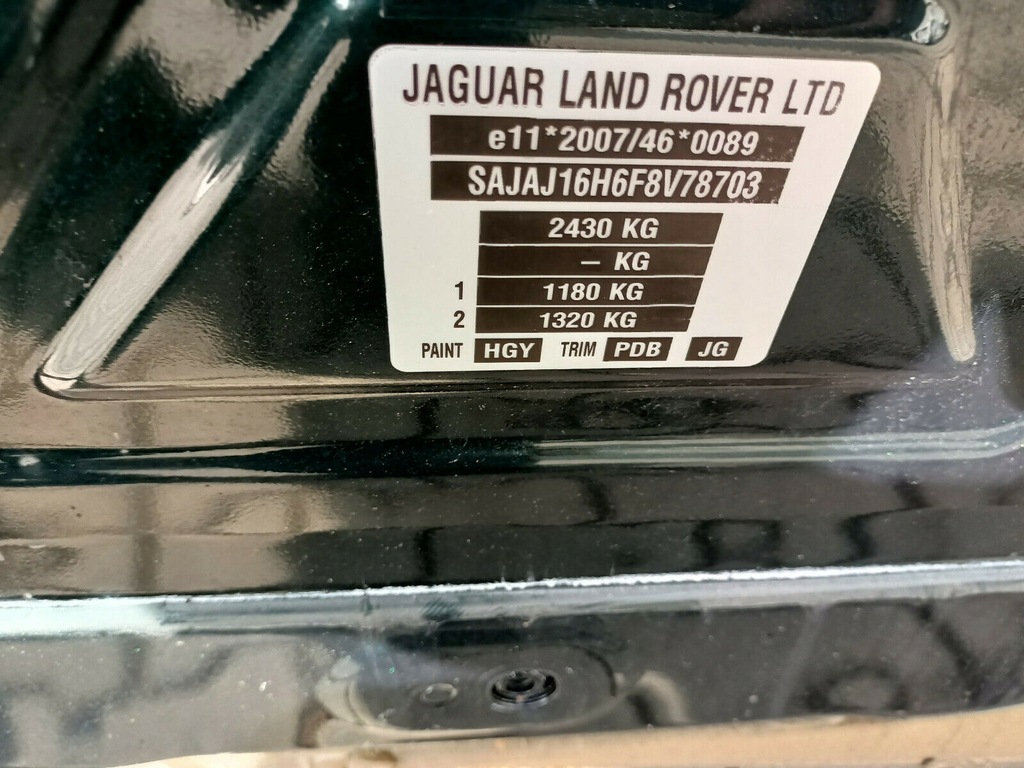 JAGUAR LAND ROVER LTD
e11*2007/46*0089
SAJAJ16H6F8V78703
2430 KG
– KG
1 1180 KG
2 1320 KG
PAINT HGY TRIM PDB JG